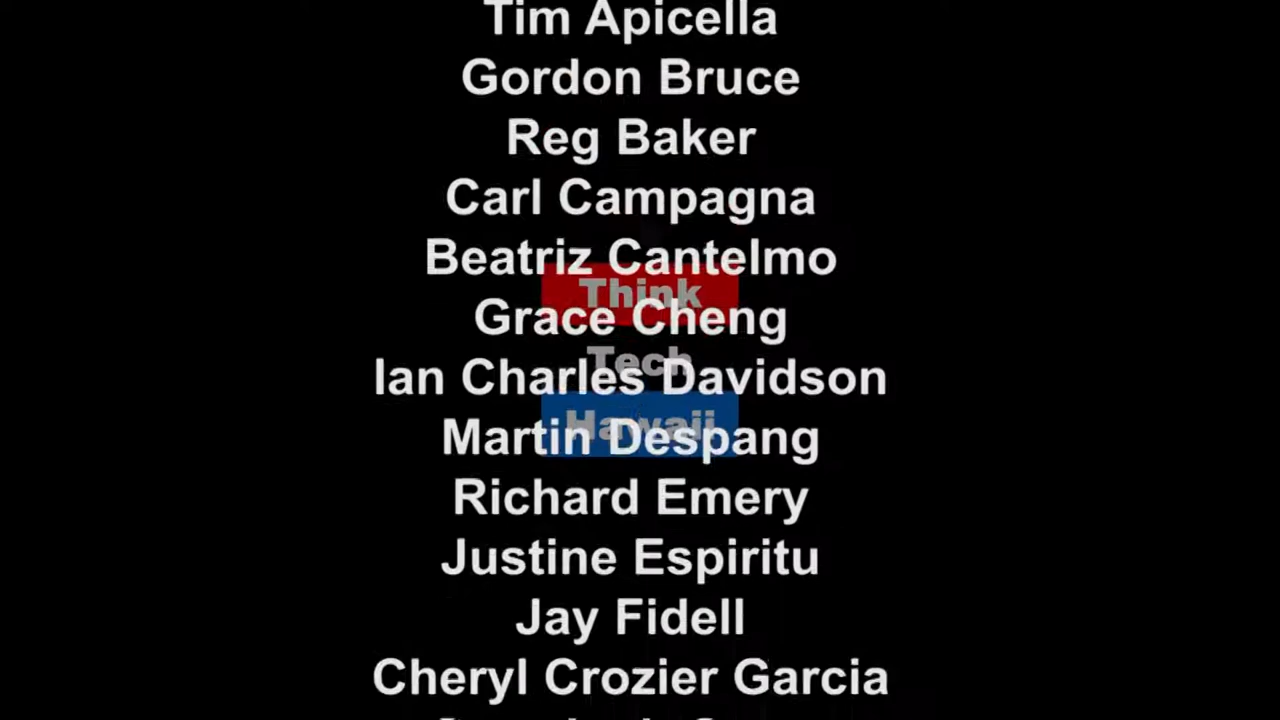 Tim Apicella
Gordon Bruce
Reg Baker
Carl Campagna
Beatriz Cantelmo
Think
Grace Cheng
Tech
Ian Charles Davidson
Hawaii
Martin Despang
Richard Emery
Justine Espiritu
Jay Fidell
Cheryl Crozier Garcia